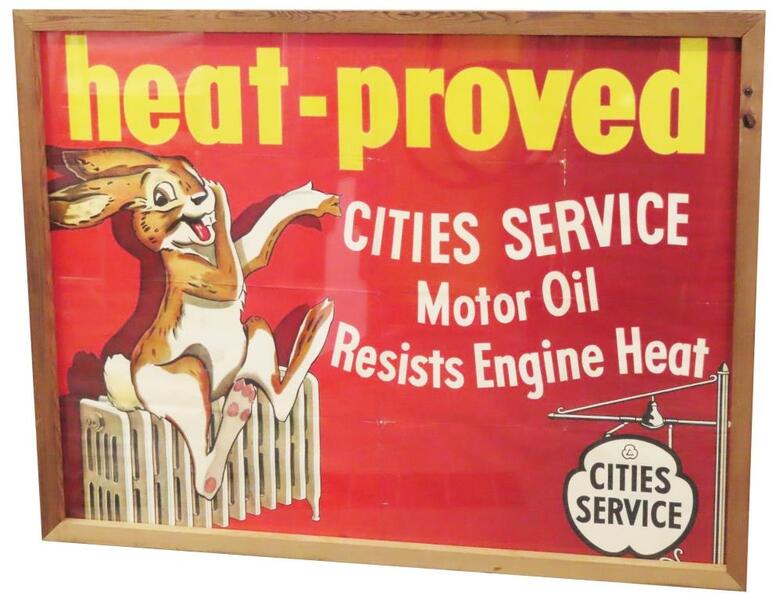 heat-proved
CITIES SERVICE
Motor Oil
Resists Engine Heat
CITIES
SERVICE